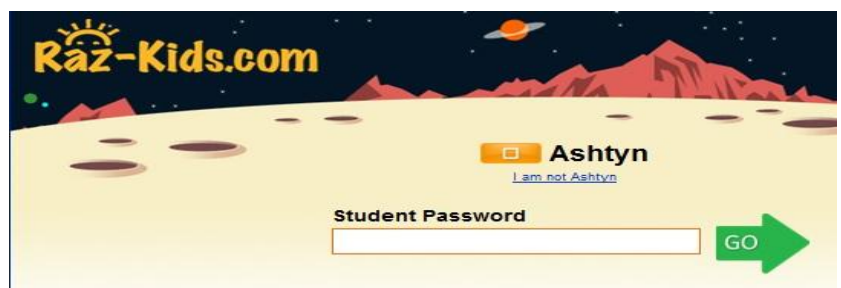 Raz-Kids.com
Ashtyn
I am not Ashtyn
Student Password
GO